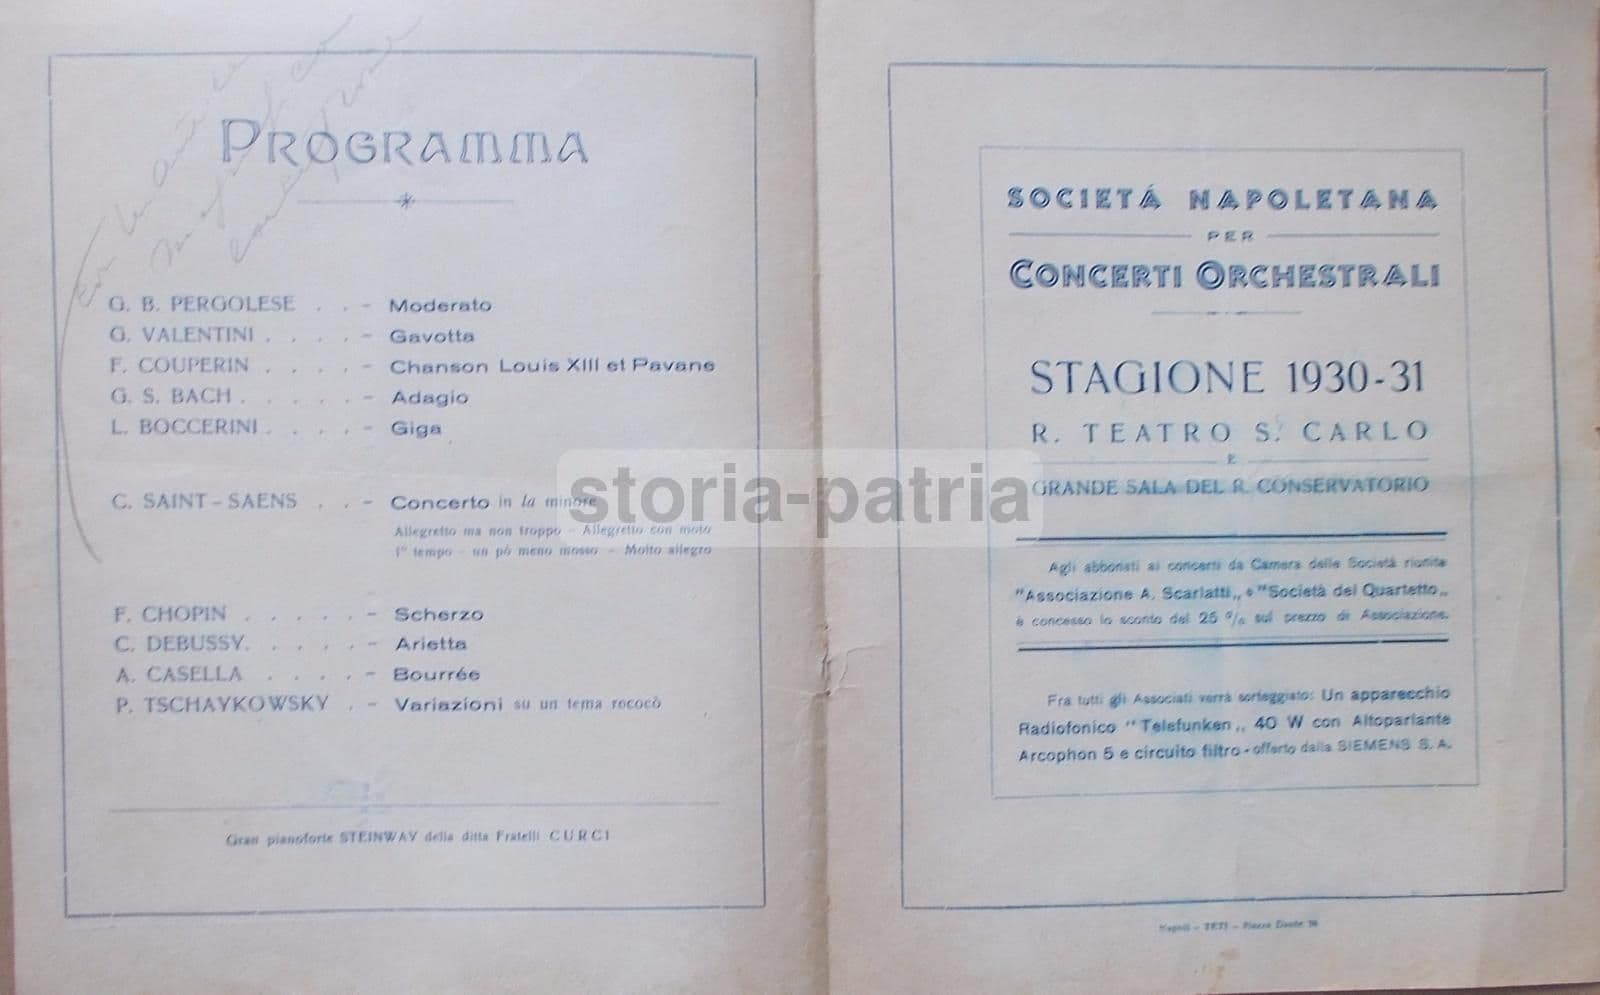 PROGRAMMA
G. B. PERGOLESE . . - Moderato
G. VALENTINI . . . . - Gavotta
F. COUPERIN . . . . - Chanson Louis XIII et Pavane
G. S. BACH . . . . . - Adagio
L. BOCCERINI . . . . - Giga
C. SAINT-SAENS . . - Concerto in la minore
Allegretto ma non troppo - Allegretto con moto
1° tempo - un pò meno mosso - Molto allegro
F. CHOPIN . . . . . - Scherzo
C. DEBUSSY. . . . . - Arietta
A. CASELLA . . . . - Bourrée
P. TSCHAYKOWSKY . - Variazioni su un tema rococò
Gran pianoforte STEINWAY della ditta Fratelli CURCI
storia-patria
SOCIETÁ NAPOLETANA
PER
CONCERTI ORCHESTRALI
STAGIONE 1930-31
R. TEATRO S. CARLO
E
GRANDE SALA DEL R. CONSERVATORIO
Agli abbonati ai concerti da Camera delle Società riunite
"Associazione A. Scarlatti„ e "Società del Quartetto„
è concesso lo sconto del 25 % sul prezzo di Associazione.
Fra tutti gli Associati verrà sorteggiato: Un apparecchio
Radiofonico "Telefunken„ 40 W con Altoparlante
Arcophon 5 e circuito filtro - offerto dalla SIEMENS S. A.
Napoli - TETI - Piazza Dante